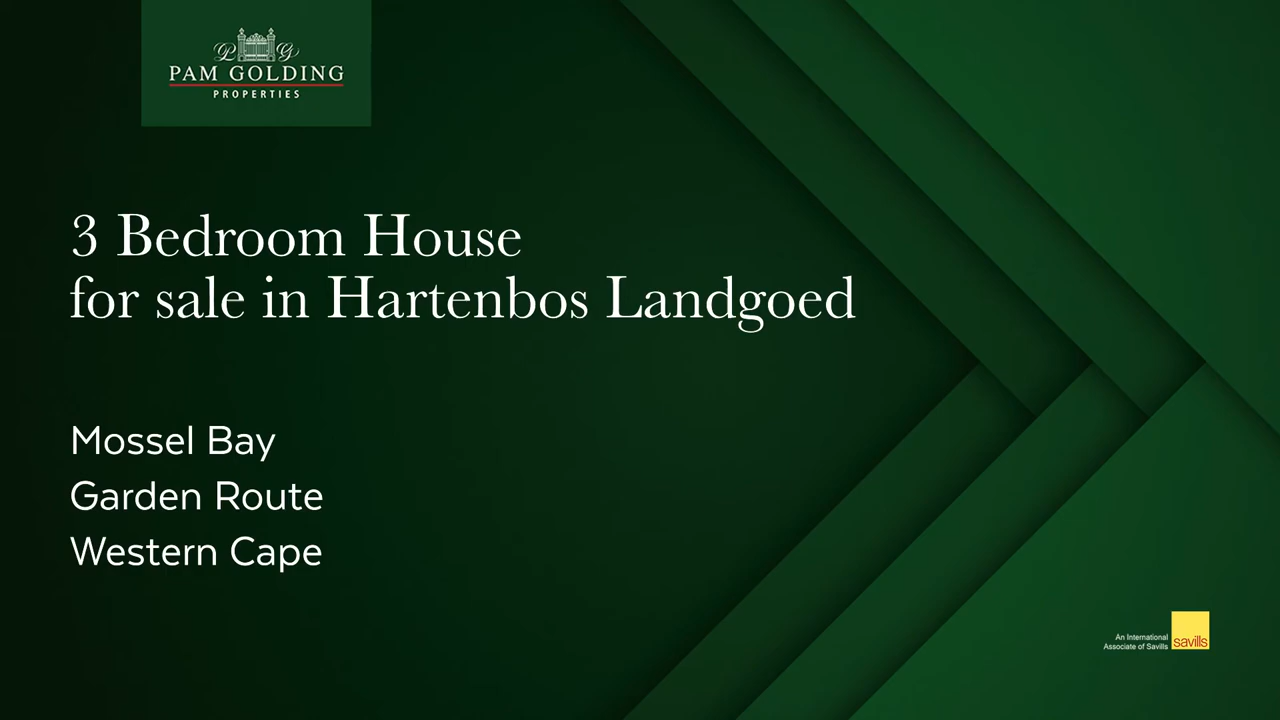 P G
PAM GOLDING
PROPERTIES
3 Bedroom House
for sale in Hartenbos Landgoed
Mossel Bay
Garden Route
Western Cape
An International
Associate of Savills
savills